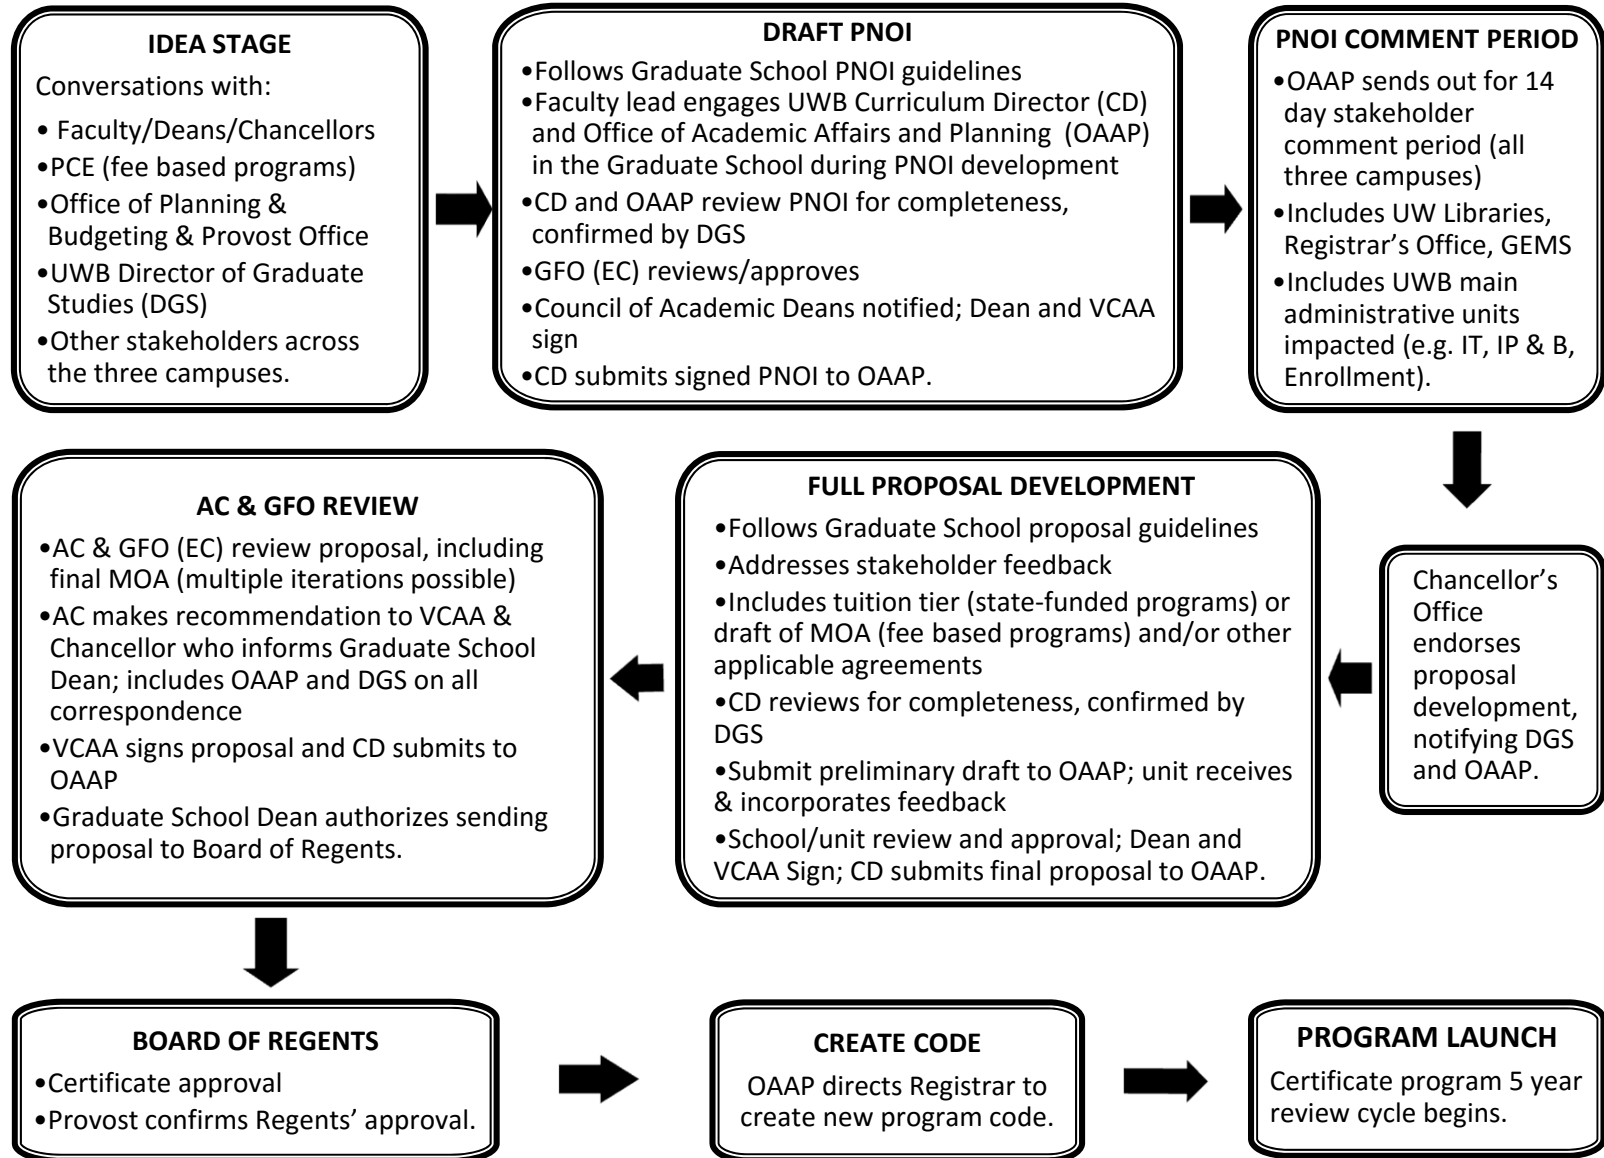 IDEA STAGE
Conversations with:
• Faculty/Deans/Chancellors
•PCE (fee based programs)
•Office of Planning &
Budgeting & Provost Office
•UWB Director of Graduate
Studies (DGS)
•Other stakeholders across
the three campuses.
DRAFT PNOI
•Follows Graduate School PNOI guidelines
•Faculty lead engages UWB Curriculum Director (CD)
and Office of Academic Affairs and Planning (OAAP)
in the Graduate School during PNOI development
•CD and OAAP review PNOI for completeness,
confirmed by DGS
•GFO (EC) reviews/approves
•Council of Academic Deans notified; Dean and VCAA
sign
•CD submits signed PNOI to OAAP.
PNOI COMMENT PERIOD
•OAAP sends out for 14
day stakeholder
comment period (all
three campuses)
•Includes UW Libraries,
Registrar’s Office, GEMS
•Includes UWB main
administrative units
impacted (e.g. IT, IP & B,
Enrollment).
Chancellor’s
Office
endorses
proposal
development,
notifying DGS
and OAAP.
FULL PROPOSAL DEVELOPMENT
•Follows Graduate School proposal guidelines
•Addresses stakeholder feedback
•Includes tuition tier (state-funded programs) or
draft of MOA (fee based programs) and/or other
applicable agreements
•CD reviews for completeness, confirmed by
DGS
•Submit preliminary draft to OAAP; unit receives
& incorporates feedback
•School/unit review and approval; Dean and
VCAA Sign; CD submits final proposal to OAAP.
AC & GFO REVIEW
•AC & GFO (EC) review proposal, including
final MOA (multiple iterations possible)
•AC makes recommendation to VCAA &
Chancellor who informs Graduate School
Dean; includes OAAP and DGS on all
correspondence
•VCAA signs proposal and CD submits to
OAAP
•Graduate School Dean authorizes sending
proposal to Board of Regents.
BOARD OF REGENTS
•Certificate approval
•Provost confirms Regents’ approval.
CREATE CODE
OAAP directs Registrar to
create new program code.
PROGRAM LAUNCH
Certificate program 5 year
review cycle begins.